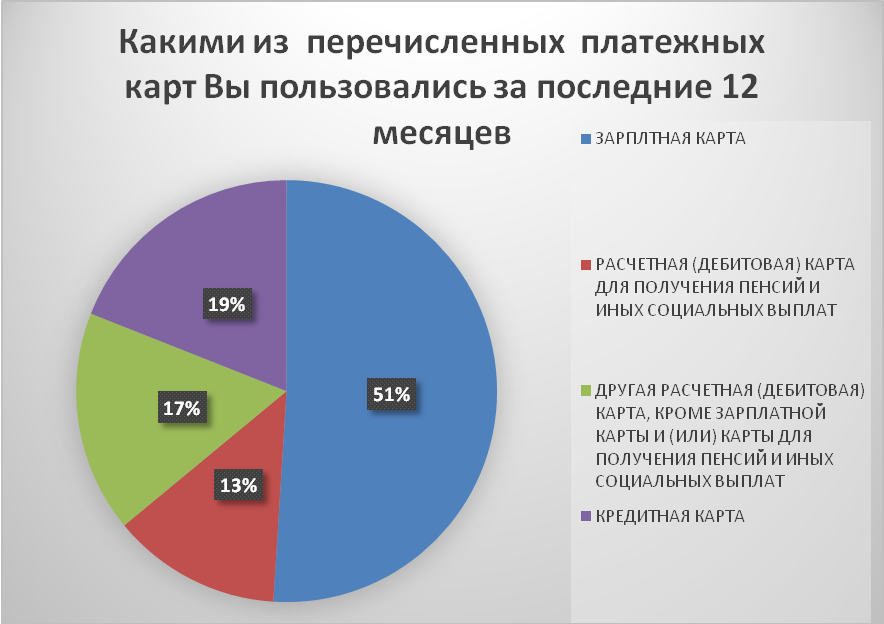 Какими из перечисленных платежных
карт Вы пользовались за последние 12
месяцев
ЗАРПЛТНАЯ КАРТА
РАСЧЕТНАЯ (ДЕБИТОВАЯ) КАРТА
ДЛЯ ПОЛУЧЕНИЯ ПЕНСИЙ И
ИНЫХ СОЦИАЛЬНЫХ ВЫПЛАТ
ДРУГАЯ РАСЧЕТНАЯ (ДЕБИТОВАЯ)
КАРТА, КРОМЕ ЗАРПЛАТНОЙ
КАРТЫ И (ИЛИ) КАРТЫ ДЛЯ
ПОЛУЧЕНИЯ ПЕНСИЙ И ИНЫХ
СОЦИАЛЬНЫХ ВЫПЛАТ
КРЕДИТНАЯ КАРТА
19%
51%
17%
13%